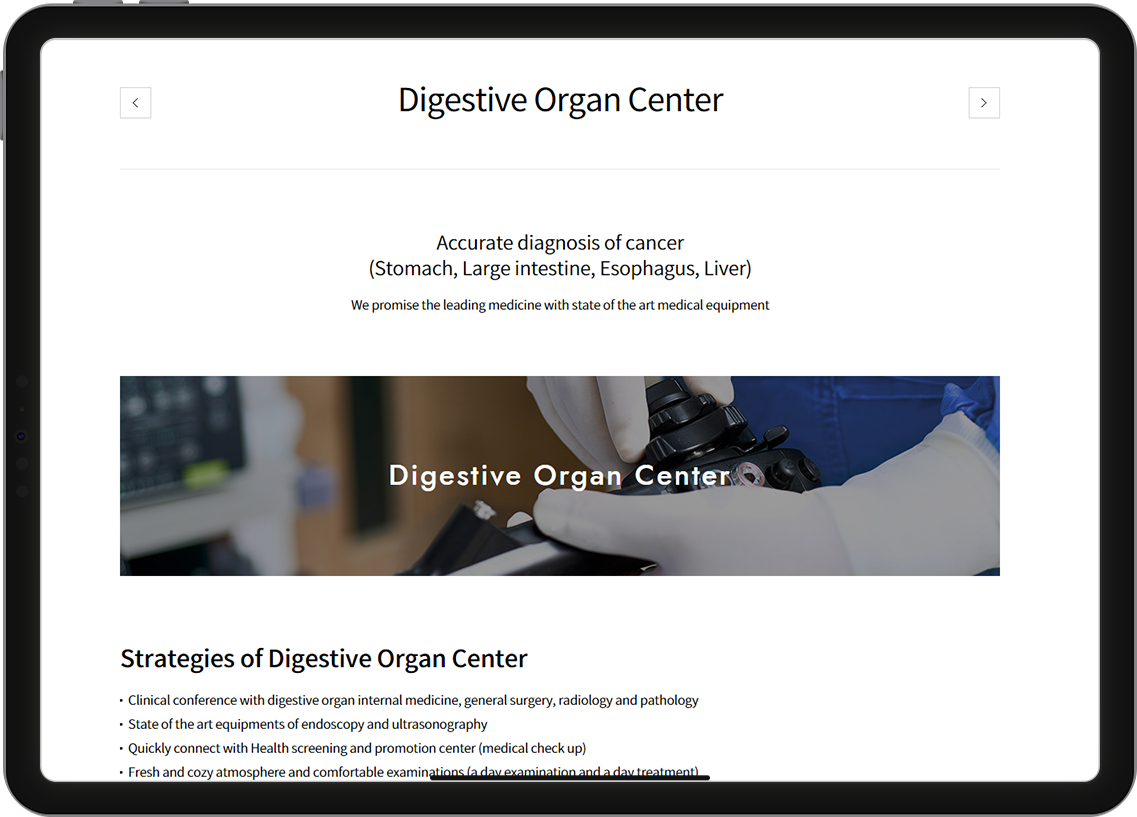 Digestive Organ Center
Accurate diagnosis of cancer
(Stomach, Large intestine, Esophagus, Liver)
We promise the leading medicine with state of the art medical equipment
Digestive Organ Center
Strategies of Digestive Organ Center
· Clinical conference with digestive organ internal medicine, general surgery, radiology and pathology
· State of the art equipments of endoscopy and ultrasonography
· Quickly connect with Health screening and promotion center (medical check up)
· Fresh and cozy atmosphere and comfortable examinations (a day examination and a day treatment)